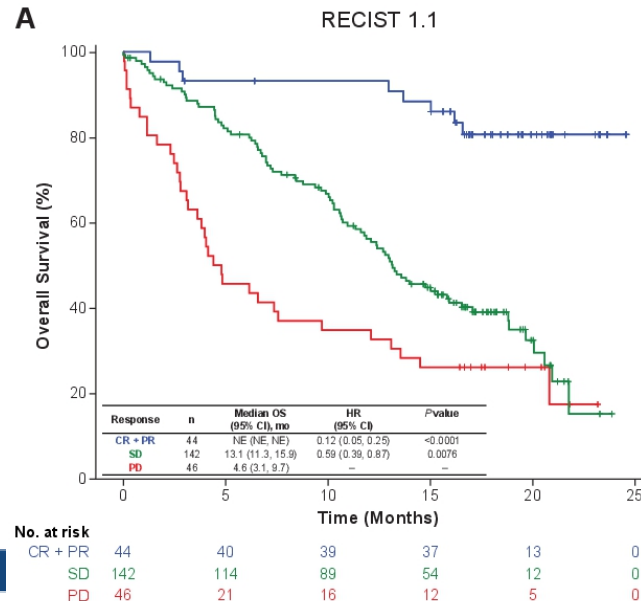 A
RECIST 1.1
100
80
60
40
20
0
Overall Survival (%)
Response n Median OS (95% CI), mo HR (95% CI) P value
CR + PR 44 NE (NE, NE) 0.12 (0.05, 0.25) <0.0001
SD 142 13.1 (11.3, 15.9) 0.59 (0.39, 0.87) 0.0076
PD 46 4.6 (3.1, 9.7) – –
0 5 10 15 20 25
Time (Months)
No. at risk
CR + PR 44 40 39 37 13 0
SD 142 114 89 54 12 0
PD 46 21 16 12 5 0